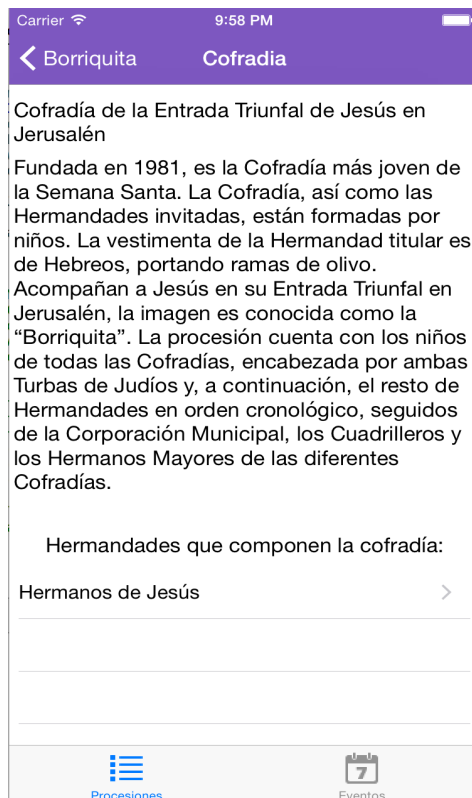 Carrier 9:58 PM
Borriquita Cofradia
Cofradía de la Entrada Triunfal de Jesús en
Jerusalén
Fundada en 1981, es la Cofradía más joven de
la Semana Santa. La Cofradía, así como las
Hermandades invitadas, están formadas por
niños. La vestimenta de la Hermandad titular es
de Hebreos, portando ramas de olivo.
Acompañan a Jesús en su Entrada Triunfal en
Jerusalén, la imagen es conocida como la
“Borriquita”. La procesión cuenta con los niños
de todas las Cofradías, encabezada por ambas
Turbas de Judíos y, a continuación, el resto de
Hermandades en orden cronológico, seguidos
de la Corporación Municipal, los Cuadrilleros y
los Hermanos Mayores de las diferentes
Cofradías.
Hermandades que componen la cofradía:
Hermanos de Jesús
7
Procesiones Eventos